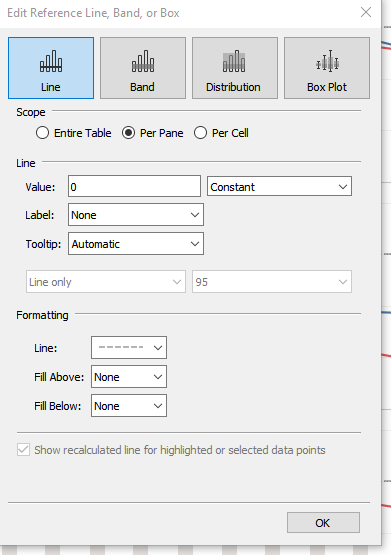 Edit Reference Line, Band, or Box
Line Band Distribution Box Plot
Scope
Entire Table Per Pane Per Cell
Line
Value: 0 Constant
Label: None
Tooltip: Automatic
Line only 95
Formatting
Line:
Fill Above: None
Fill Below: None
Show recalculated line for highlighted or selected data points
OK